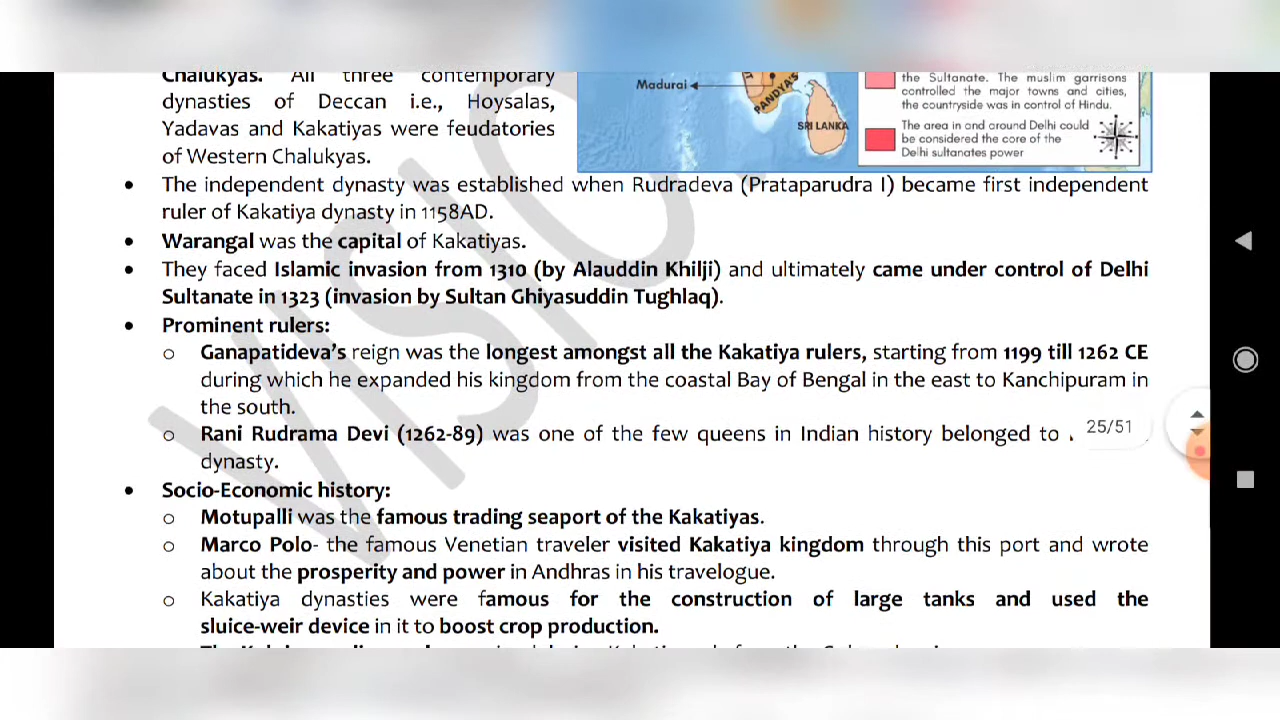 Chalukyas. All three contemporary
dynasties of Deccan i.e., Hoysalas,
Yadavas and Kakatiyas were feudatories
of Western Chalukyas.
Madurai
PANDYA'S
SRI LANKA
the Sultanate. The muslim garrisons
controlled the major towns and cities,
the countryside was in control of Hindu.
The area in and around Delhi could
be considered the core of the
Delhi sultanates power
• The independent dynasty was established when Rudradeva (Prataparudra I) became first independent
ruler of Kakatiya dynasty in 1158AD.
• Warangal was the capital of Kakatiyas.
• They faced Islamic invasion from 1310 (by Alauddin Khilji) and ultimately came under control of Delhi
Sultanate in 1323 (invasion by Sultan Ghiyasuddin Tughlaq).
• Prominent rulers:
o Ganapatideva's reign was the longest amongst all the Kakatiya rulers, starting from 1199 till 1262 CE
during which he expanded his kingdom from the coastal Bay of Bengal in the east to Kanchipuram in
the south.
o Rani Rudrama Devi (1262-89) was one of the few queens in Indian history belonged to
dynasty.
25/51
• Socio-Economic history:
o Motupalli was the famous trading seaport of the Kakatiyas.
o Marco Polo- the famous Venetian traveler visited Kakatiya kingdom through this port and wrote
about the prosperity and power in Andhras in his travelogue.
o Kakatiya dynasties were famous for the construction of large tanks and used the
sluice-weir device in it to boost crop production.